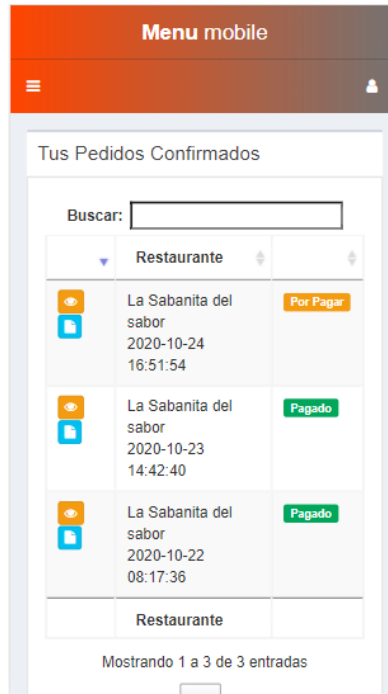 Menu mobile
Tus Pedidos Confirmados
Buscar:
Restaurante
La Sabanita del
sabor
2020-10-24
16:51:54
Por Pagar
La Sabanita del
sabor
2020-10-23
14:42:40
Pagado
La Sabanita del
sabor
2020-10-22
08:17:36
Pagado
Restaurante
Mostrando 1 a 3 de 3 entradas